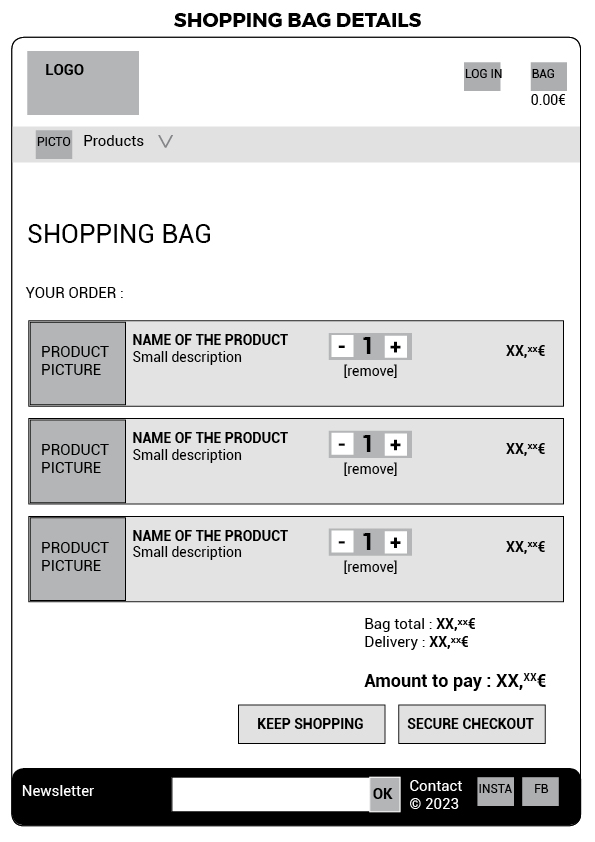 SHOPPING BAG DETAILS
LOGO
LOG IN
BAG
0.00€
PICTO Products
SHOPPING BAG
YOUR ORDER :
PRODUCT
PICTURE
NAME OF THE PRODUCT
Small description
- 1 +
[remove]
XX,ˣˣ€
PRODUCT
PICTURE
NAME OF THE PRODUCT
Small description
- 1 +
[remove]
XX,ˣˣ€
PRODUCT
PICTURE
NAME OF THE PRODUCT
Small description
- 1 +
[remove]
XX,ˣˣ€
Bag total : XX,ˣˣ€
Delivery : XX,ˣˣ€
Amount to pay : XX,ˣˣ€
KEEP SHOPPING
SECURE CHECKOUT
Newsletter
OK
Contact
© 2023
INSTA
FB